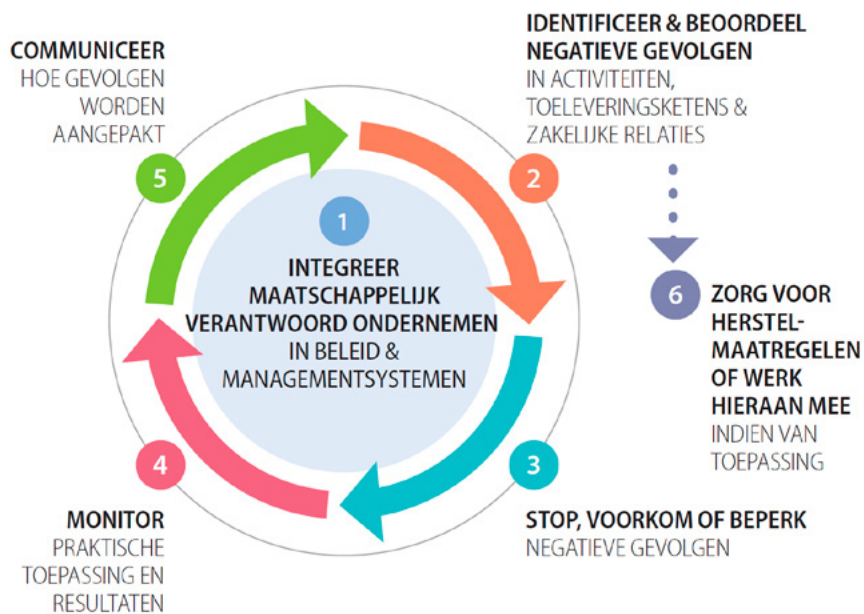 1
INTEGREER
MAATSCHAPPELIJK
VERANTWOORD ONDERNEMEN
IN BELEID &
MANAGEMENTSYSTEMEN
IDENTIFICEER & BEOORDEEL
NEGATIEVE GEVOLGEN
IN ACTIVITEITEN,
TOELEVERINGSKETENS &
ZAKELIJKE RELATIES
2
3
STOP, VOORKOM OF BEPERK
NEGATIEVE GEVOLGEN
4
MONITOR
PRAKTISCHE
TOEPASSING EN
RESULTATEN
COMMUNICEER
HOE GEVOLGEN
WORDEN
AANGEPAKT
5
6
ZORG VOOR
HERSTEL-
MAATREGELEN
OF WERK
HIERAAN MEE
INDIEN VAN
TOEPASSING